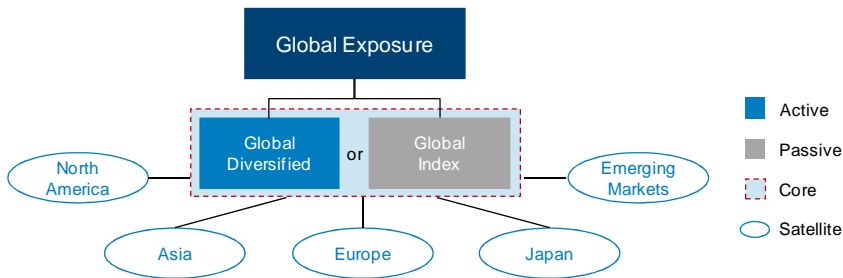 Global Exposure
Global
Diversified
or
Global
Index
North
America
Emerging
Markets
Asia
Europe
Japan
Active
Passive
Core
Satellite